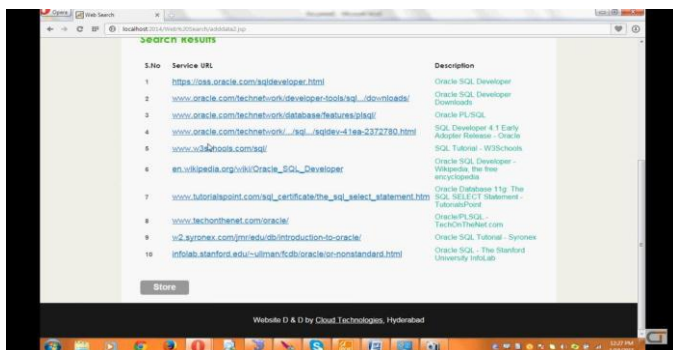 Opera
Web Search
localhost:2014/Web%20Search/adddata2.jsp
Search Results
S.No Service URL Description
1 https://oss.oracle.com/sqldeveloper.html Oracle SQL Developer
2 www.oracle.com/technetwork/developer-tools/sql.../downloads/ Oracle SQL Developer
Downloads
3 www.oracle.com/technetwork/database/features/plsql/ Oracle PL/SQL
4 www.oracle.com/technetwork/.../sql.../sqldev-41ea-2372780.html SQL Developer 4.1 Early
Adopter Release - Oracle
5 www.w3schools.com/sql/ SQL Tutorial - W3Schools
6 en.wikipedia.org/wiki/Oracle_SQL_Developer Oracle SQL Developer -
Wikipedia, the free
encyclopedia
7 www.tutorialspoint.com/sql_certificate/the_sql_select_statement.htm Oracle Database 11g: The
SQL SELECT Statement -
TutorialsPoint
8 www.techonthenet.com/oracle/ Oracle/PLSQL -
TechOnTheNet.com
9 w2.syronex.com/jmr/edu/db/introduction-to-oracle/ Oracle SQL Tutorial - Syronex
10 infolab.stanford.edu/~ullman/fcdb/oracle/or-nonstandard.html Oracle SQL - The Stanford
University InfoLab
Store
Website D & D by Cloud Technologies, Hyderabad
12:27 PM